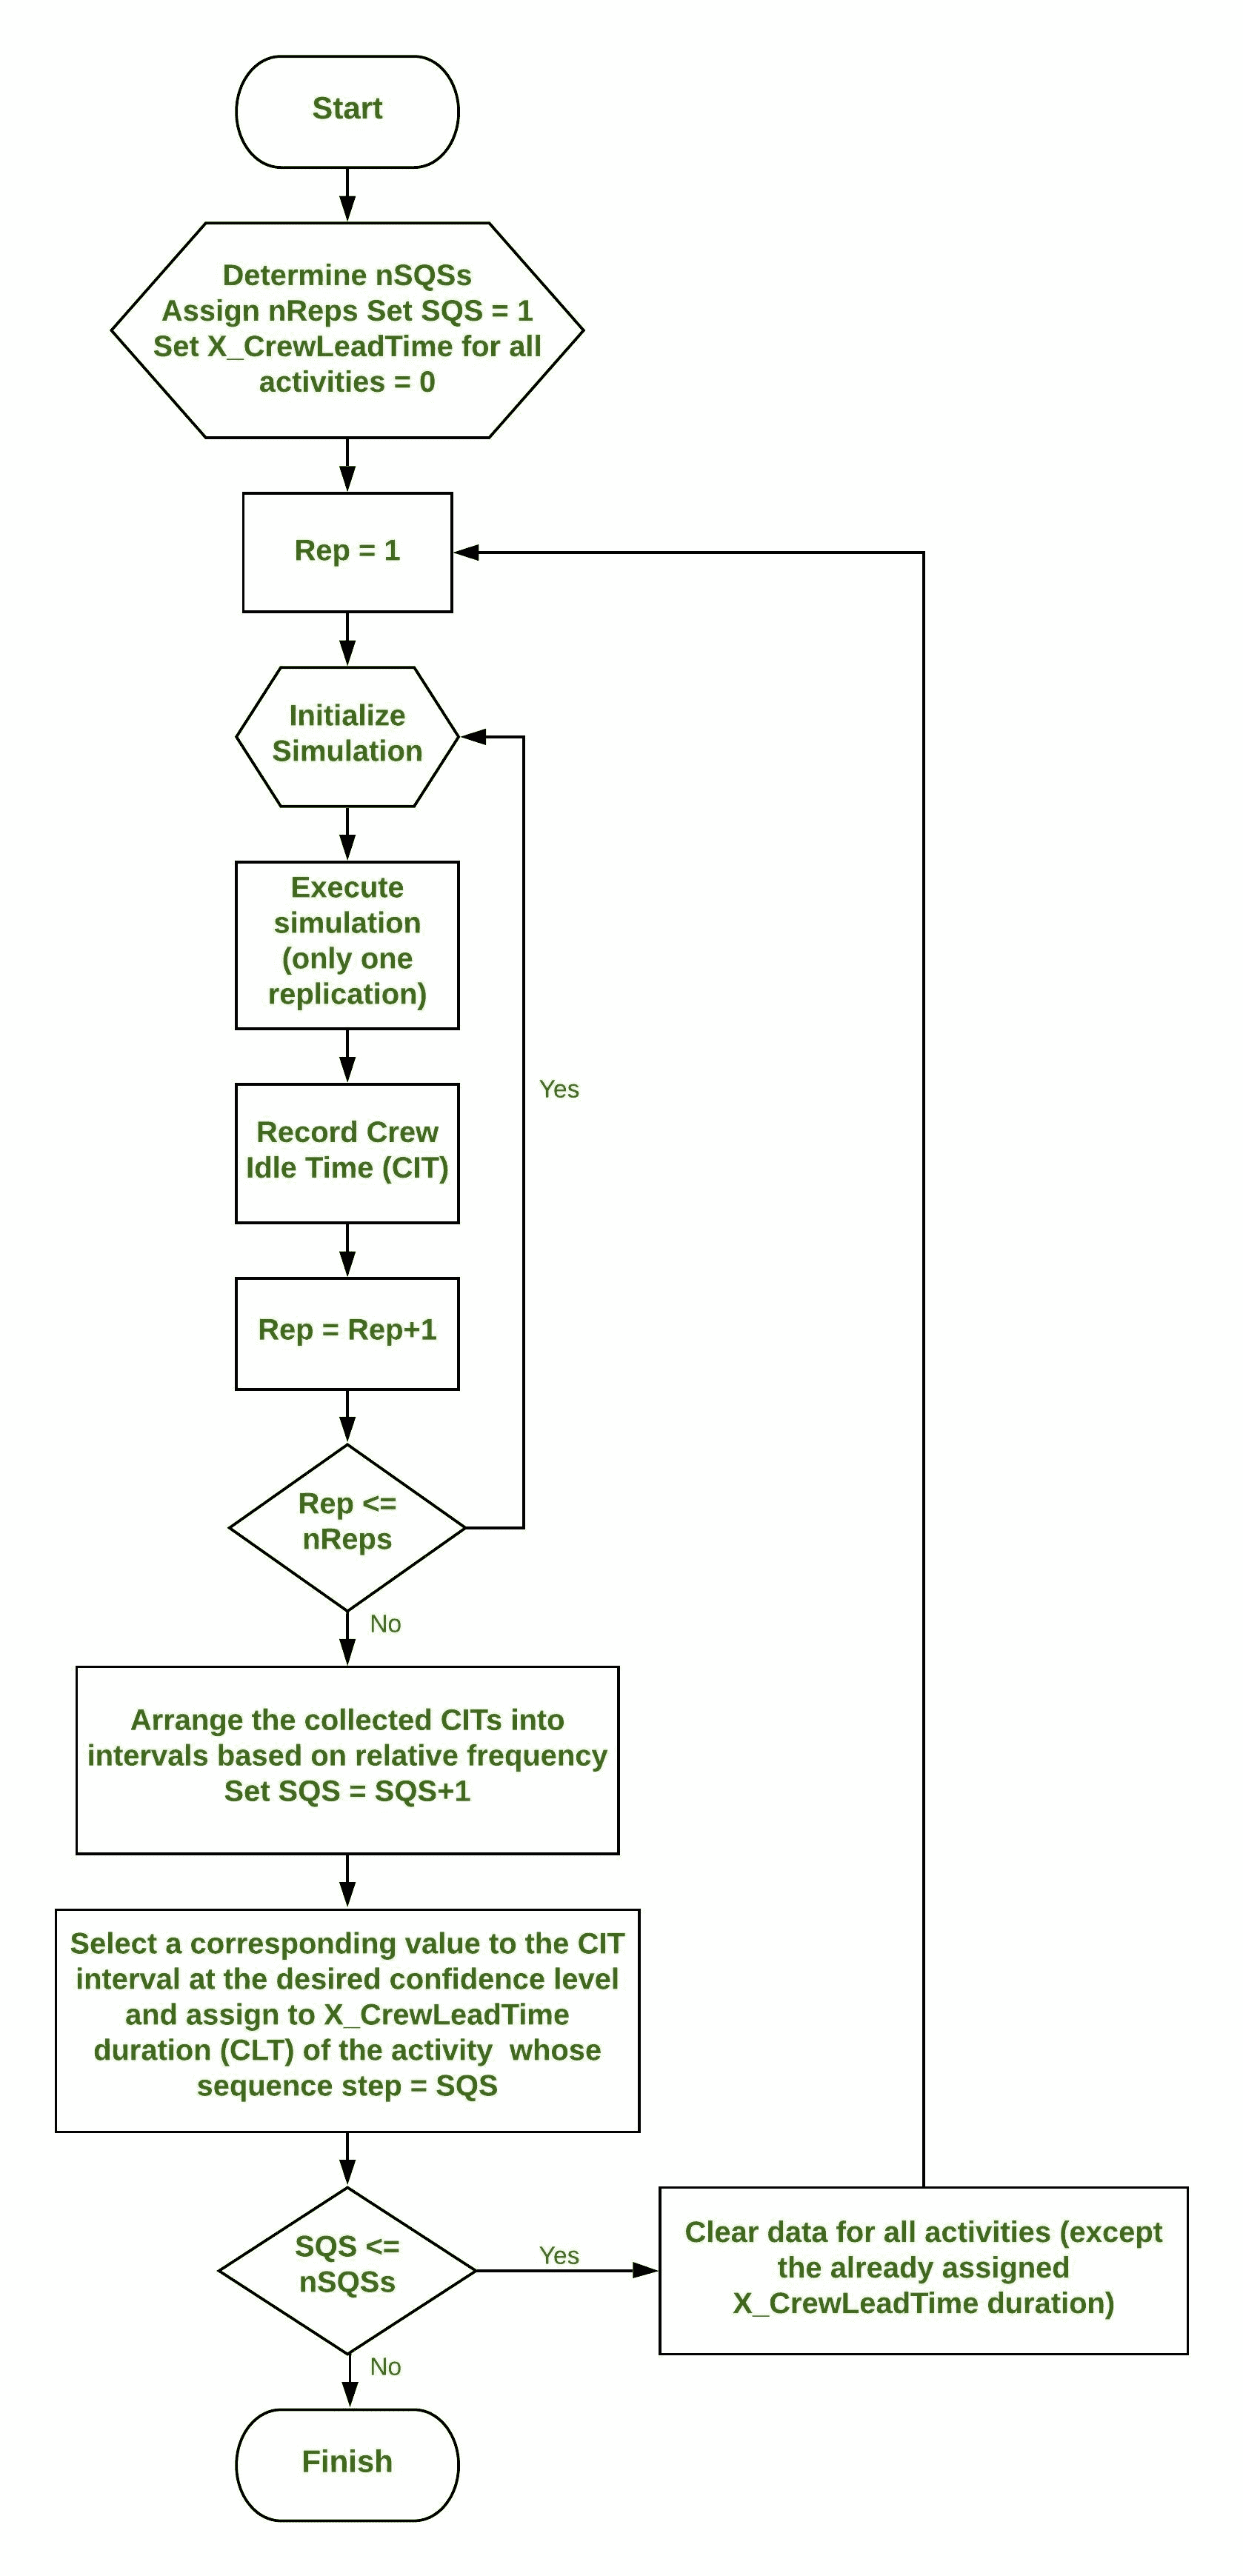 Start
Determine nSQSs
Assign nReps Set SQS = 1
Set X_CrewLeadTime for all
activities = 0
Rep = 1
Initialize
Simulation
Execute
simulation
(only one
replication)
Yes
Record Crew
Idle Time (CIT)
Rep = Rep+1
Rep <=
nReps
No
Arrange the collected CITs into
intervals based on relative frequency
Set SQS = SQS+1
Select a corresponding value to the CIT
interval at the desired confidence level
and assign to X_CrewLeadTime
duration (CLT) of the activity  whose
sequence step = SQS
SQS <=
nSQSs
Yes
Clear data for all activities (except
the already assigned
X_CrewLeadTime duration)
No
Finish